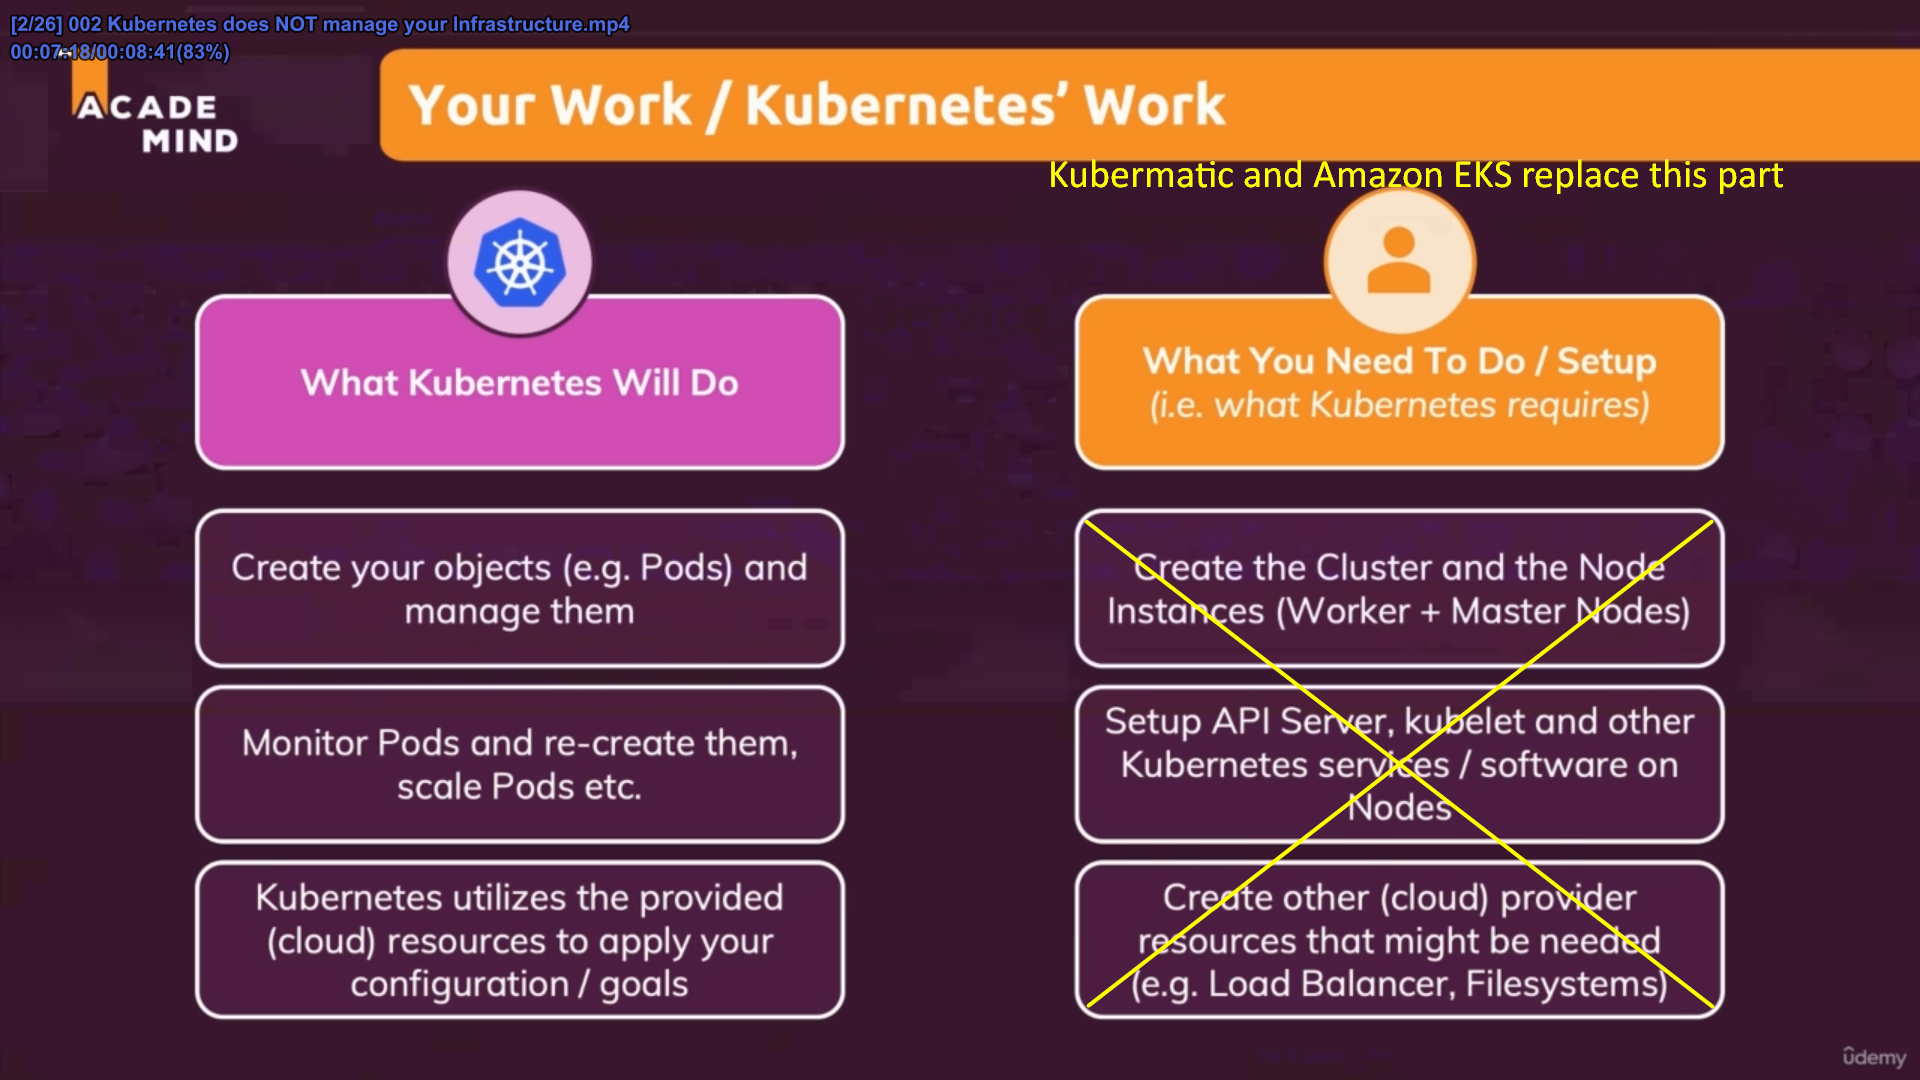 [2/26] 002 Kubernetes does NOT manage your Infrastructure.mp4
00:07:18/00:08:41(83%)
ACADE
MIND
Your Work / Kubernetes’ Work
Kubermatic and Amazon EKS replace this part
What Kubernetes Will Do
Create your objects (e.g. Pods) and
manage them
Monitor Pods and re-create them,
scale Pods etc.
Kubernetes utilizes the provided
(cloud) resources to apply your
configuration / goals
What You Need To Do / Setup
(i.e. what Kubernetes requires)
Create the Cluster and the Node
Instances (Worker + Master Nodes)
Setup API Server, kubelet and other
Kubernetes services / software on
Nodes
Create other (cloud) provider
resources that might be needed
(e.g. Load Balancer, Filesystems)
ûdemy